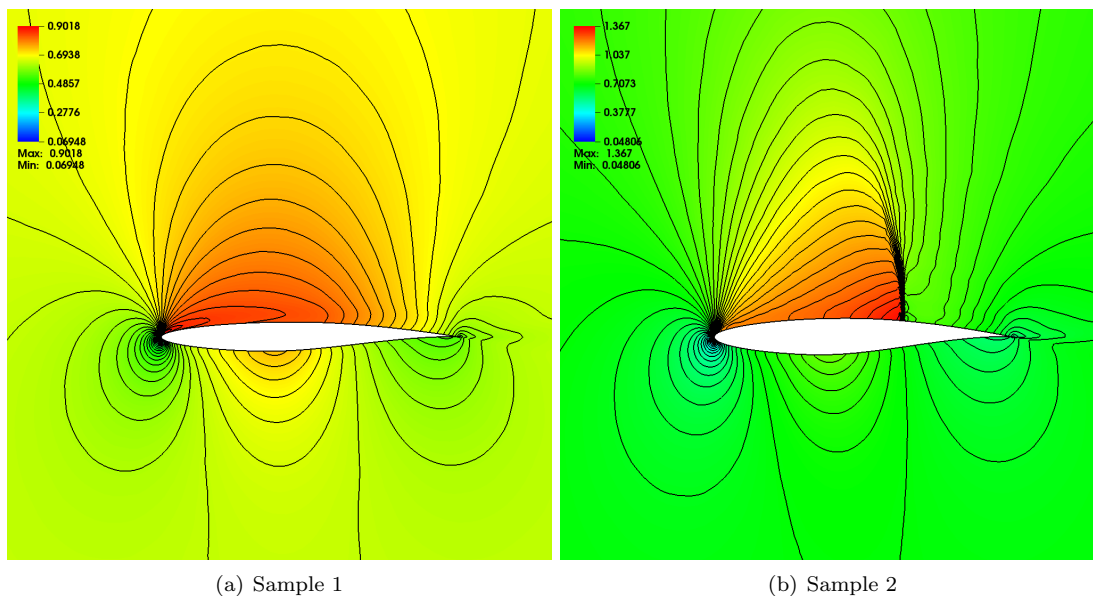 0.9018
0.6938
0.4857
0.2776
0.06948
Max: 0.9018
Min: 0.06948
1.367
1.037
0.7073
0.3777
0.04806
Max: 1.367
Min: 0.04806
(a) Sample 1
(b) Sample 2